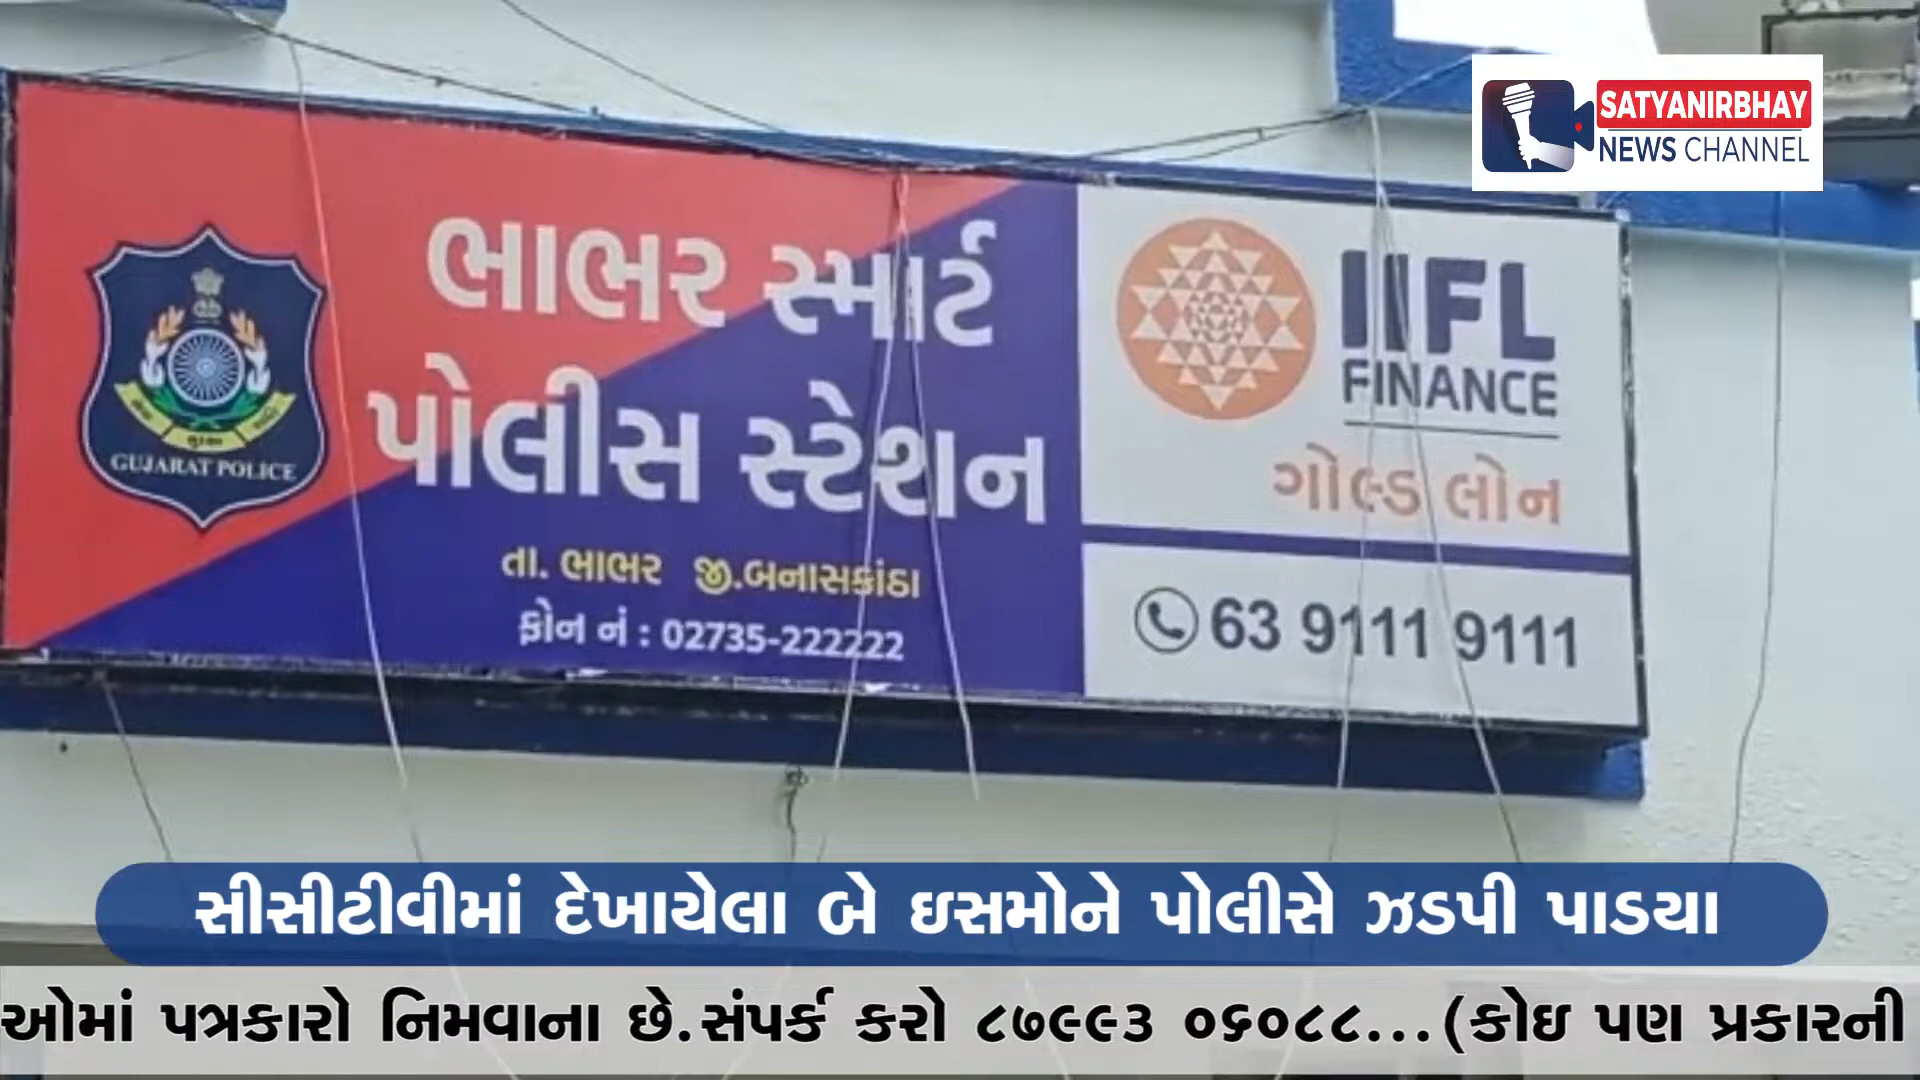 SATYANIRBHAY
NEWS CHANNEL
ભાભર સ્માર્ટ
પોલીસ સ્ટેશન
તા. ભાભર જી.બનાસકાંઠા
ફોન નં : 02735-222222
GUJARAT POLICE
IIFL
FINANCE
ગોલ્ડ લોન
63 9111 9111
સીસીટીવીમાં દેખાયેલા બે ઇસમોને પોલીસે ઝડપી પાડયા
ઓમાં પત્રકારો નિમવાના છે.સંપર્ક કરો ૮૭૯૯૩ ૦૬૦૮૮...(કોઇ પણ પ્રકારની